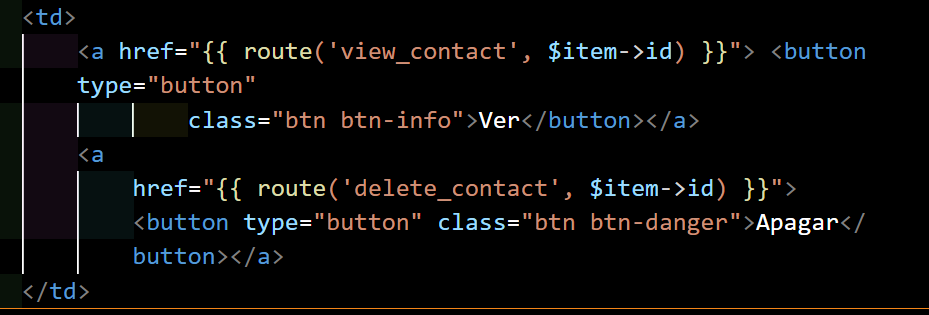 <td>
<a href="{{ route('view_contact', $item->id) }}"> <button
type="button"
class="btn btn-info">Ver</button></a>
<a
href="{{ route('delete_contact', $item->id) }}">
<button type="button" class="btn btn-danger">Apagar</
button></a>
</td>